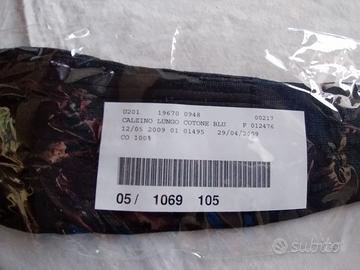 U201 19670 0948 00217
CALZINO LUNGO COTONE BLU P 012476
12/05 2009 01 01495 29/04/2009
CO 100%
05/ 1069 105
subito